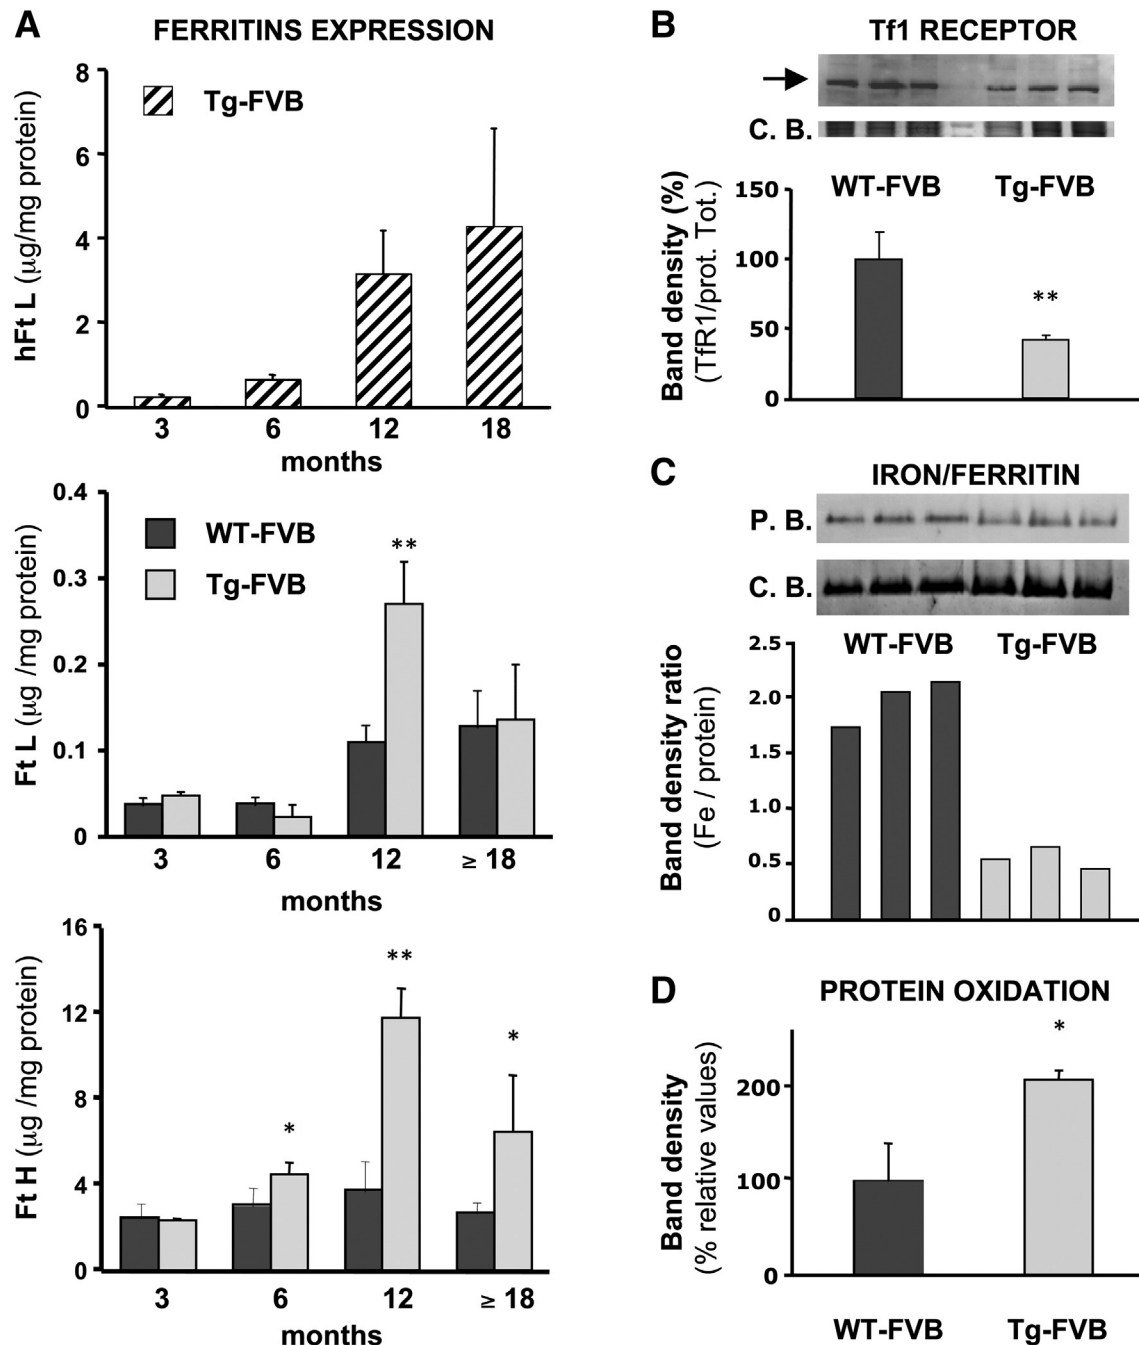 A
FERRITINS EXPRESSION
hFt L (μg/mg protein)
8
6
4
2
0
Tg-FVB
3 6 12 18
months
Ft L (μg /mg protein)
0.4
0.3
0.2
0.1
0
WT-FVB
Tg-FVB
**
3 6 12 ≥ 18
months
Ft H (μg /mg protein)
16
12
8
4
0
*
**
*
3 6 12 ≥ 18
months
B
Tf1 RECEPTOR
C. B.
WT-FVB Tg-FVB
Band density (%)
(TfR1/prot. Tot.)
150
100
50
0
**
C
IRON/FERRITIN
P. B.
C. B.
WT-FVB Tg-FVB
Band density ratio
(Fe / protein)
2.5
2.0
1.5
1.0
0.5
0
D
PROTEIN OXIDATION
Band density
(% relative values)
200
100
0
*
WT-FVB Tg-FVB